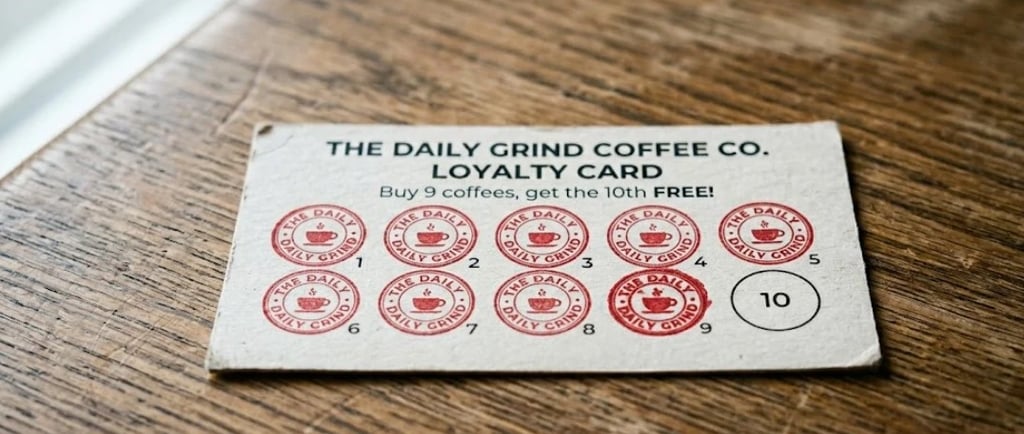 THE DAILY GRIND COFFEE CO.
LOYALTY CARD
Buy 9 coffees, get the 10th FREE!
THE DAILY DAILY GRIND 1
THE DAILY DAILY GRIND 2
THE DAILY DAILY GRIND 3
THE DAILY DAILY GRIND 4
THE DAILY DAILY GRIND 5
THE DAILY DAILY GRIND 6
THE DAILY DAILY GRIND 7
THE DAILY DAILY GRIND 8
THE DAILY DAILY GRIND 9
10